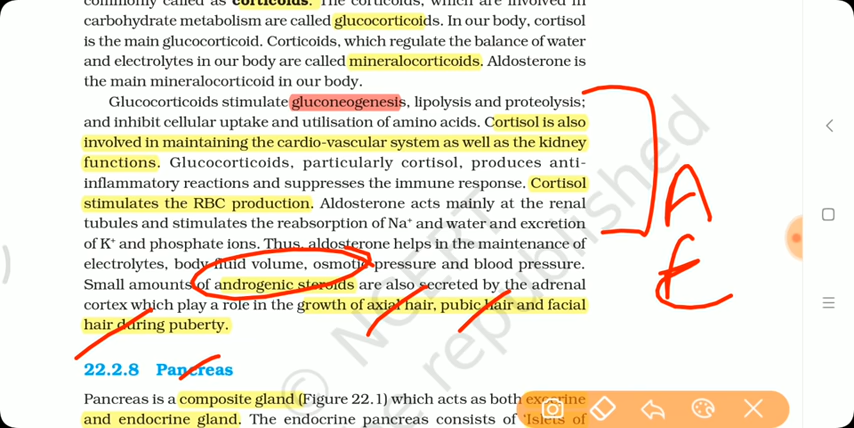 commonly called as corticoids. The corticoids, which are involved in
carbohydrate metabolism are called glucocorticoids. In our body, cortisol
is the main glucocorticoid. Corticoids, which regulate the balance of water
and electrolytes in our body are called mineralocorticoids. Aldosterone is
the main mineralocorticoid in our body.
Glucocorticoids stimulate gluconeogenesis, lipolysis and proteolysis;
and inhibit cellular uptake and utilisation of amino acids. Cortisol is also
involved in maintaining the cardio-vascular system as well as the kidney
functions. Glucocorticoids, particularly cortisol, produces anti-
inflammatory reactions and suppresses the immune response. Cortisol
stimulates the RBC production. Aldosterone acts mainly at the renal
tubules and stimulates the reabsorption of Na⁺ and water and excretion
of K⁺ and phosphate ions. Thus, aldosterone helps in the maintenance of
electrolytes, body fluid volume, osmotic pressure and blood pressure.
Small amounts of androgenic steroids are also secreted by the adrenal
cortex which play a role in the growth of axial hair, pubic hair and facial
hair during puberty.
A
E
22.2.8 Pancreas
Pancreas is a composite gland (Figure 22.1) which acts as both exocrine
and endocrine gland. The endocrine pancreas consists of 'Islets of
© NCERT
be republished